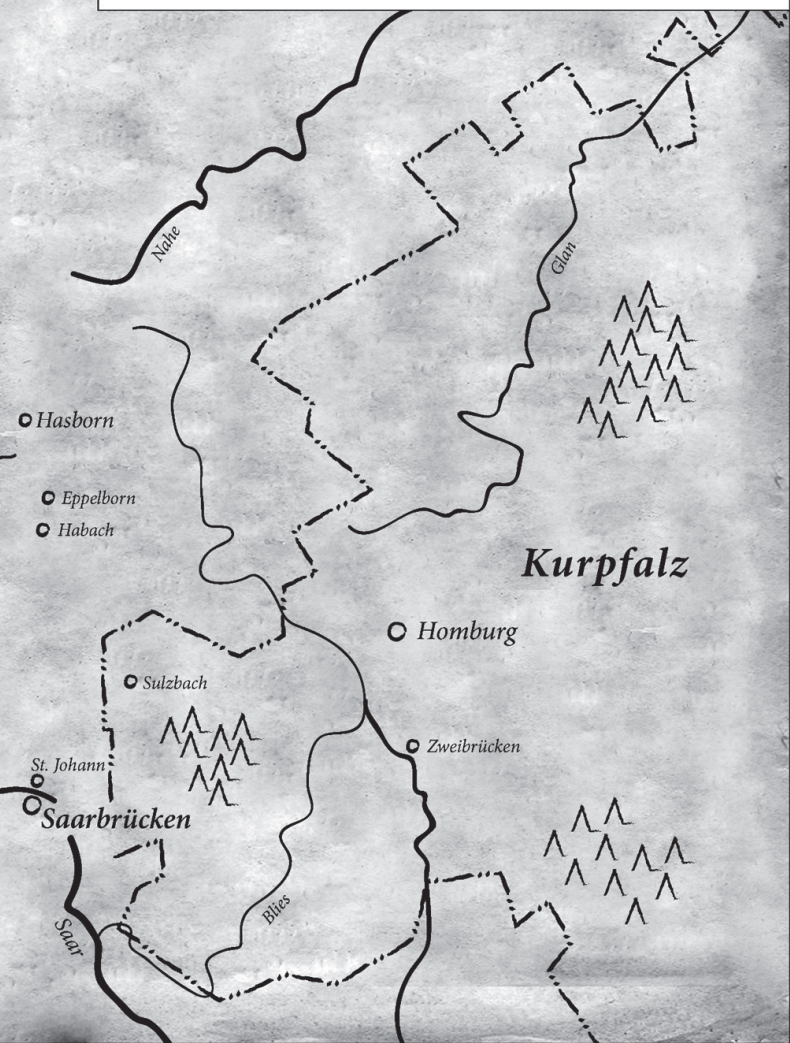 Nahe
Glan
Hasborn
Eppelborn
Habach
Kurpfalz
Homburg
Sulzbach
Zweibrücken
St. Johann
Saarbrücken
Blies
Saar